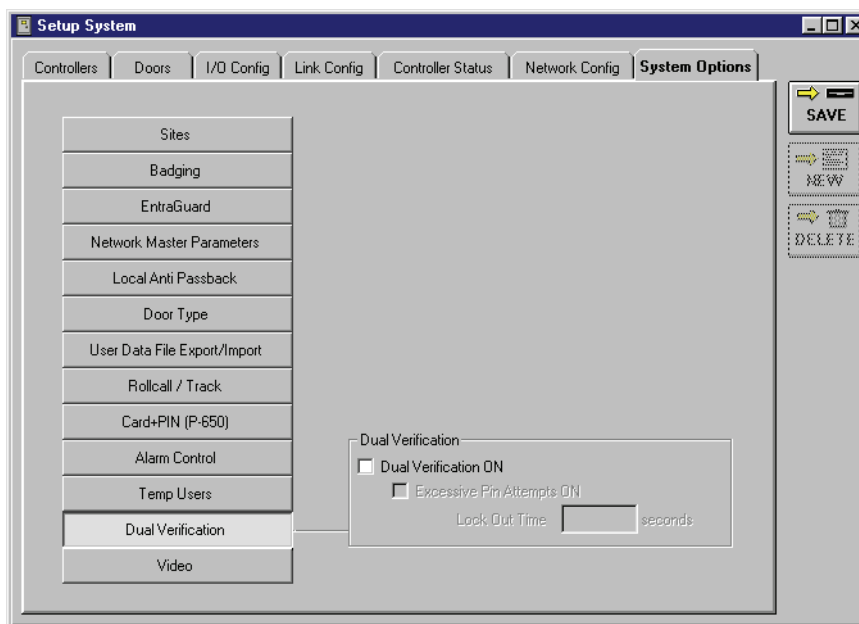 Setup System
Controllers Doors I/O Config Link Config Controller Status Network Config System Options
SAVE
NEW
DELETE
Sites
Badging
EntraGuard
Network Master Parameters
Local Anti Passback
Door Type
User Data File Export/Import
Rollcall / Track
Card+PIN (P-650)
Alarm Control
Temp Users
Dual Verification
Video
Dual Verification
Dual Verification ON
Excessive Pin Attempts ON
Lock Out Time seconds